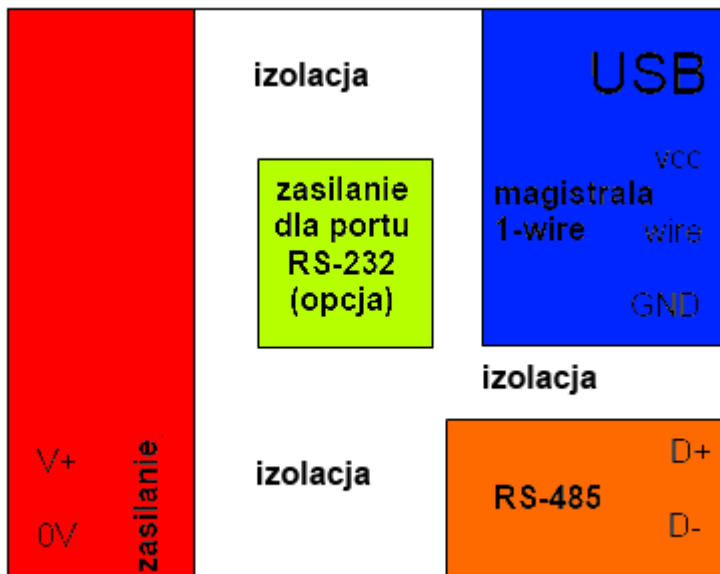 izolacja
USB
zasilanie
dla portu
RS-232
(opcja)
vcc
magistrala
1-wire
wire
GND
izolacja
V+
0V
zasilanie
izolacja
RS-485
D+
D-